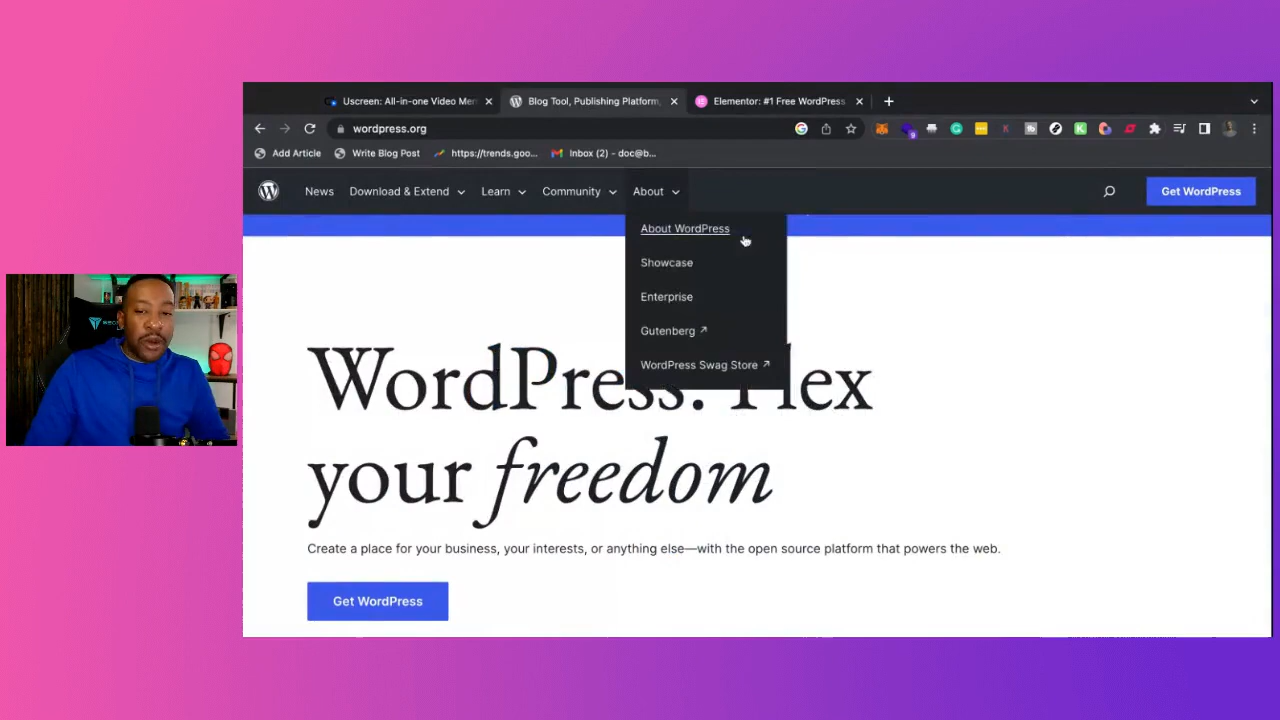 Uscreen: All-in-one Video Mem
Blog Tool, Publishing Platform,
Elementor: #1 Free WordPress
wordpress.org
9
Add Article
Write Blog Post
https://trends.goo...
Inbox (2) - doc@b...
News
Download & Extend
Learn
Community
About
Get WordPress
About WordPress
Showcase
Enterprise
Gutenberg ↗
WordPress Swag Store ↗
WordPress: Flex
your freedom
Create a place for your business, your interests, or anything else—with the open source platform that powers the web.
Get WordPress